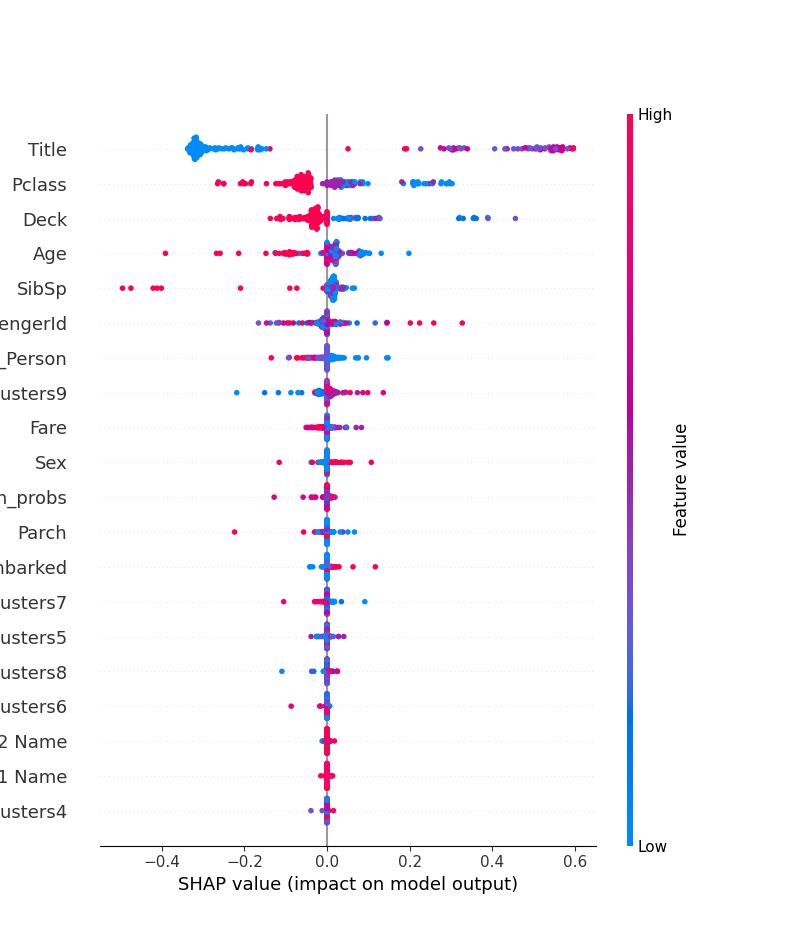 High
Title
Pclass
Deck
Age
SibSp
engerId
_Person
usters9
Fare
Sex
n_probs
Parch
nbarked
usters7
usters5
usters8
usters6
2 Name
1 Name
usters4
Feature value
Low
−0.4 −0.2 0.0 0.2 0.4 0.6
SHAP value (impact on model output)